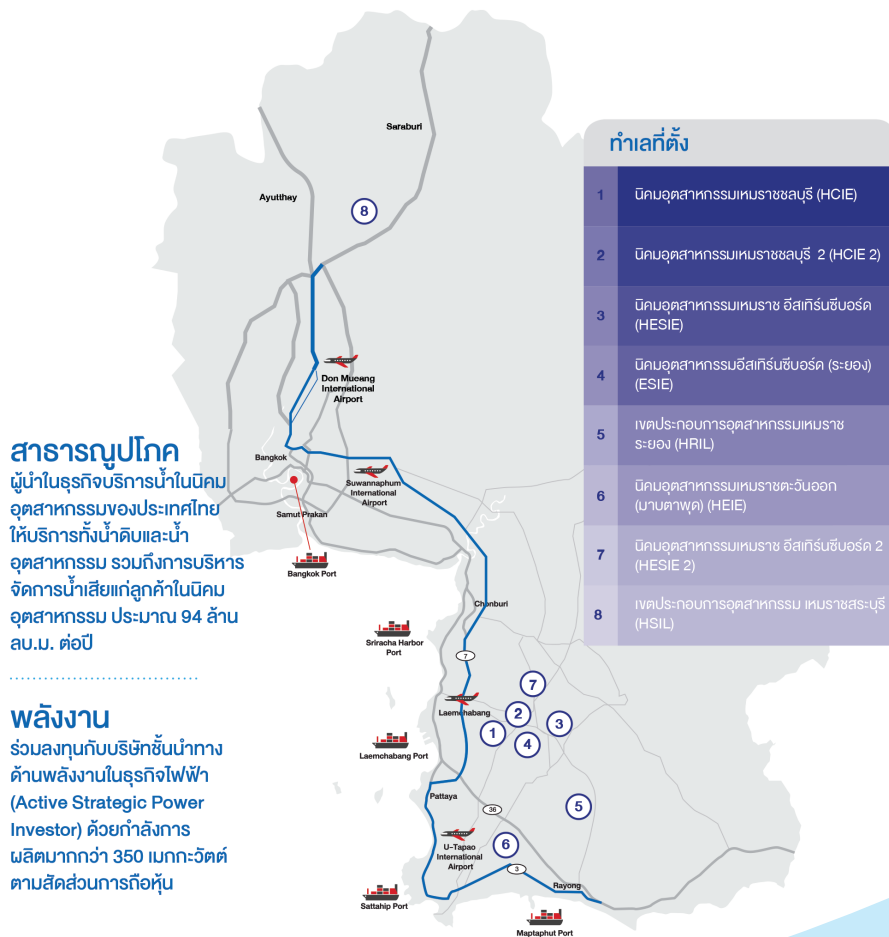 Saraburi
Ayutthay
8
Don Mueang
International
Airport
Bangkok
Suwannaphum
International
Airport
Samut Prakan
Bangkok Port
Chonburi
Sriracha Harbor
Port
7
7
Laemchabang
2
1
3
4
Laemchabang Port
Pattaya
36
5
U-Tapao
International
Airport
6
3
Rayong
Sattahip Port
Maptaphut Port
ทำเลที่ตั้ง
1 นิคมอุตสาหกรรมเหมราชชลบุรี (HCIE)
2 นิคมอุตสาหกรรมเหมราชชลบุรี 2 (HCIE 2)
3 นิคมอุตสาหกรรมเหมราช อีสเทิร์นซีบอร์ด
(HESIE)
4 นิคมอุตสาหกรรมอีสเทิร์นซีบอร์ด (ระยอง)
(ESIE)
5 เขตประกอบการอุตสาหกรรมเหมราช
ระยอง (HRIL)
6 นิคมอุตสาหกรรมเหมราชตะวันออก
(มาบตาพุด) (HEIE)
7 นิคมอุตสาหกรรมเหมราช อีสเทิร์นซีบอร์ด 2
(HESIE 2)
8 เขตประกอบการอุตสาหกรรม เหมราชสระบุรี
(HSIL)
สาธารณูปโภค
ผู้นำในธุรกิจบริการน้ำในนิคม
อุตสาหกรรมของประเทศไทย
ให้บริการทั้งน้ำดิบและน้ำ
อุตสาหกรรม รวมถึงการบริหาร
จัดการน้ำเสียแก่ลูกค้าในนิคม
อุตสาหกรรม ประมาณ 94 ล้าน
ลบ.ม. ต่อปี
พลังงาน
ร่วมลงทุนกับบริษัทชั้นนำทาง
ด้านพลังงานในธุรกิจไฟฟ้า
(Active Strategic Power
Investor) ด้วยกำลังการ
ผลิตมากกว่า 350 เมกกะวัตต์
ตามสัดส่วนการถือหุ้น